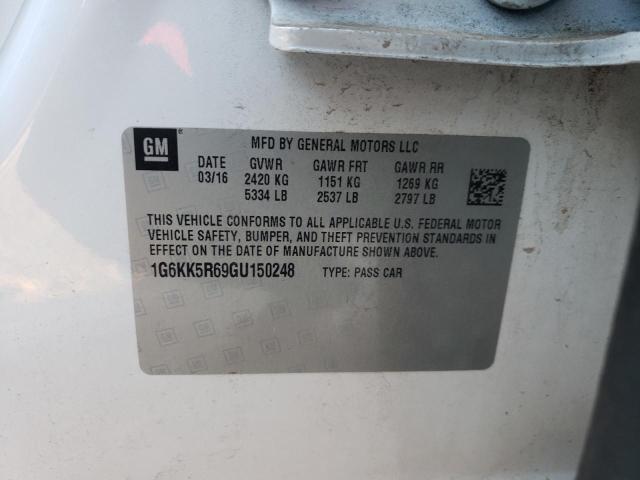 GM
MFD BY GENERAL MOTORS LLC
DATE GVWR GAWR FRT GAWR RR
03/16 2420 KG 1151 KG 1269 KG
5334 LB 2537 LB 2797 LB
THIS VEHICLE CONFORMS TO ALL APPLICABLE U.S. FEDERAL MOTOR
VEHICLE SAFETY, BUMPER, AND THEFT PREVENTION STANDARDS IN
EFFECT ON THE DATE OF MANUFACTURE SHOWN ABOVE.
1G6KK5R69GU150248 TYPE: PASS CAR